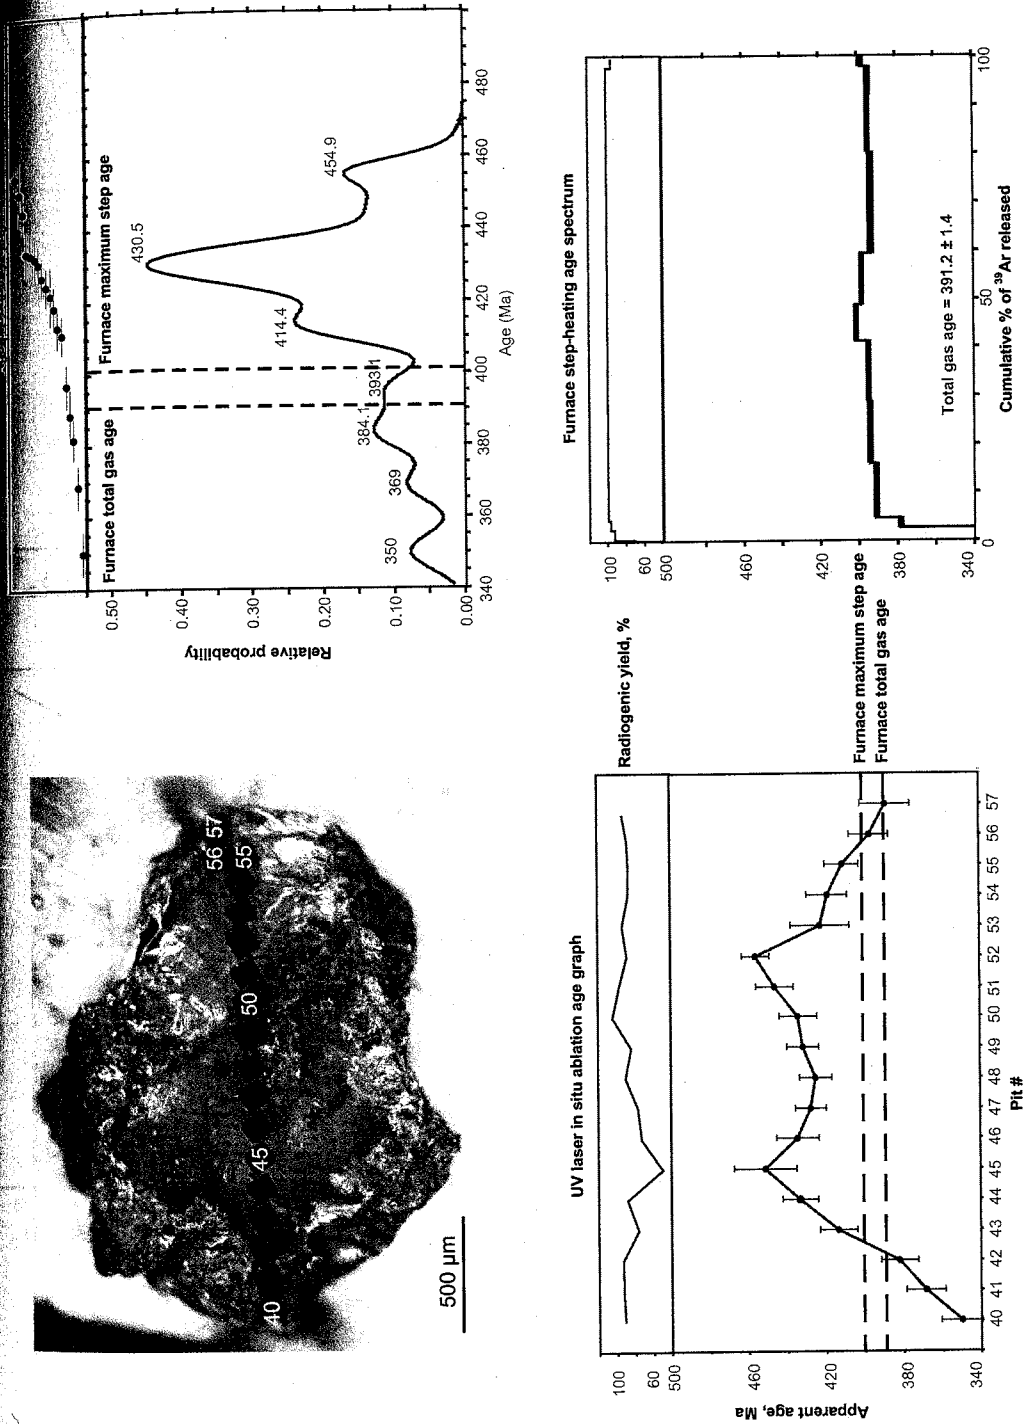 40
45
50
55
56 57
500 µm
Furnace total gas age
Furnace maximum step age
0.50
0.40
0.30
0.20
0.10
0.00
Relative probability
350
369
384.1
393.1
414.4
430.5
454.9
340 360 380 400 420 440 460 480
Age (Ma)
UV laser in situ ablation age graph
Radiogenic yield, %
100
60
500
460
420
380
340
Apparent age, Ma
Furnace maximum step age
Furnace total gas age
40 41 42 43 44 45 46 47 48 49 50 51 52 53 54 55 56 57
Pit #
Furnace step-heating age spectrum
100
60
500
460
420
380
340
Total gas age = 391.2 ± 1.4
0 50 100
Cumulative % of ³⁹Ar released